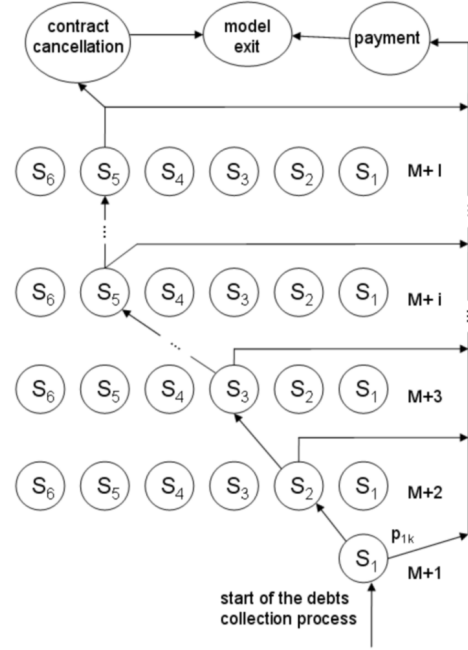 contract
cancellation
model
exit
payment
S6 S5 S4 S3 S2 S1 M+ I
...
...
S6 S5 S4 S3 S2 S1 M+ i
...
...
S6 S5 S4 S3 S2 S1 M+3
S6 S5 S4 S3 S2 S1 M+2
p1k
S1 M+1
start of the debts
collection process